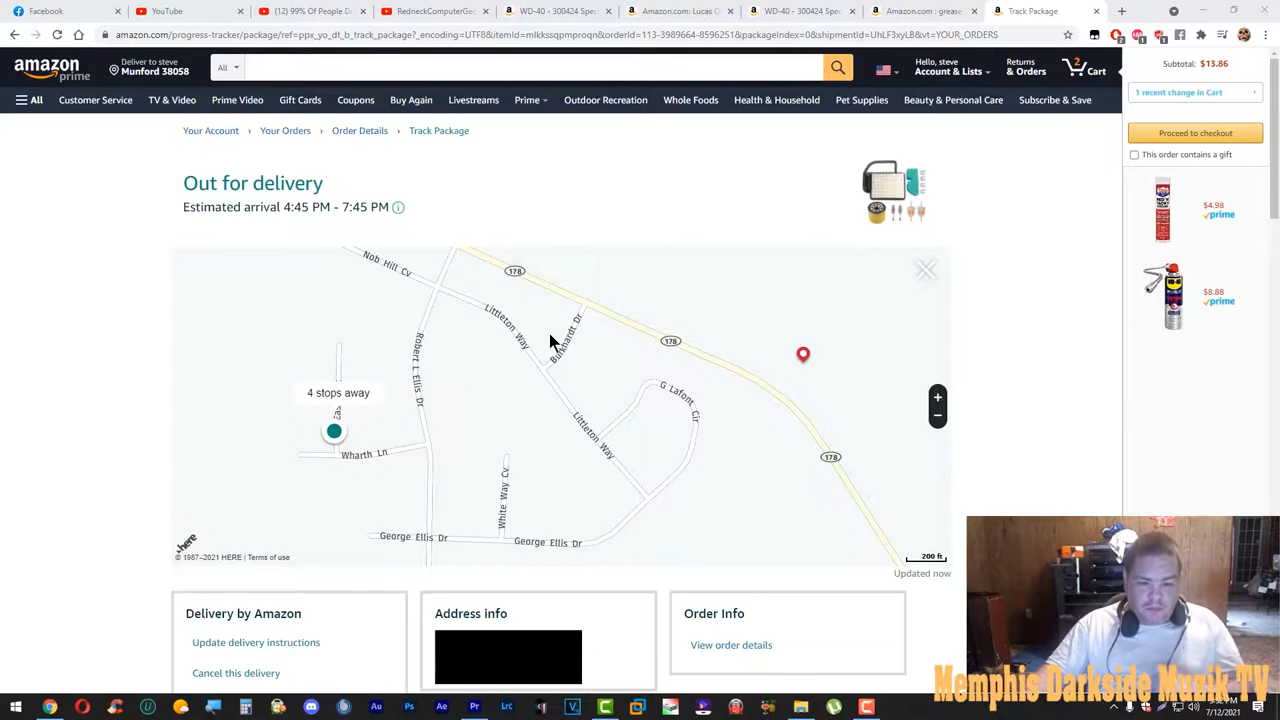 Facebook
YouTube
(12) 99% of People D
RedneckComputerGe
WD-40 - 300424 Spec
Amazon.com: Lucas O
WD-40 - 300424 Spec
Amazon.com : grease
Track Package
amazon.com/progress-tracker/package/ref=ppx_yo_dt_b_track_package?_encoding=UTF8&itemId=mlkkssqpmproqn&orderId=113-3989664-8596251&packageIndex=0&shipmentId=UhLF3xyLB&vt=YOUR_ORDERS
amazon prime
Deliver to steve
Munford 38058
All
Hello, steve
Account & Lists
Returns
& Orders
2
Cart
Subtotal: $13.86
All
Customer Service
TV & Video
Prime Video
Gift Cards
Coupons
Buy Again
Livestreams
Prime
Outdoor Recreation
Whole Foods
Health & Household
Pet Supplies
Beauty & Personal Care
Subscribe & Save
1 recent change in Cart
Proceed to checkout
This order contains a gift
Your Account › Your Orders › Order Details › Track Package
Out for delivery
Estimated arrival 4:45 PM - 7:45 PM
$4.98
prime
$8.88
prime
Nob Hill Cv
178
Littleton Way
Burkhardt Dr
178
Robert L Ellis Dr
4 stops away
G Lafont Cir
Littleton Way
Wharth Ln
178
White Way Cv
George Ellis Dr
George Ellis Dr
here
© 1987–2021 HERE | Terms of use
200 ft
Updated now
Delivery by Amazon
Update delivery instructions
Cancel this delivery
Address info
Order Info
View order details
Memphis Darkside Muzik TV
7/12/2021